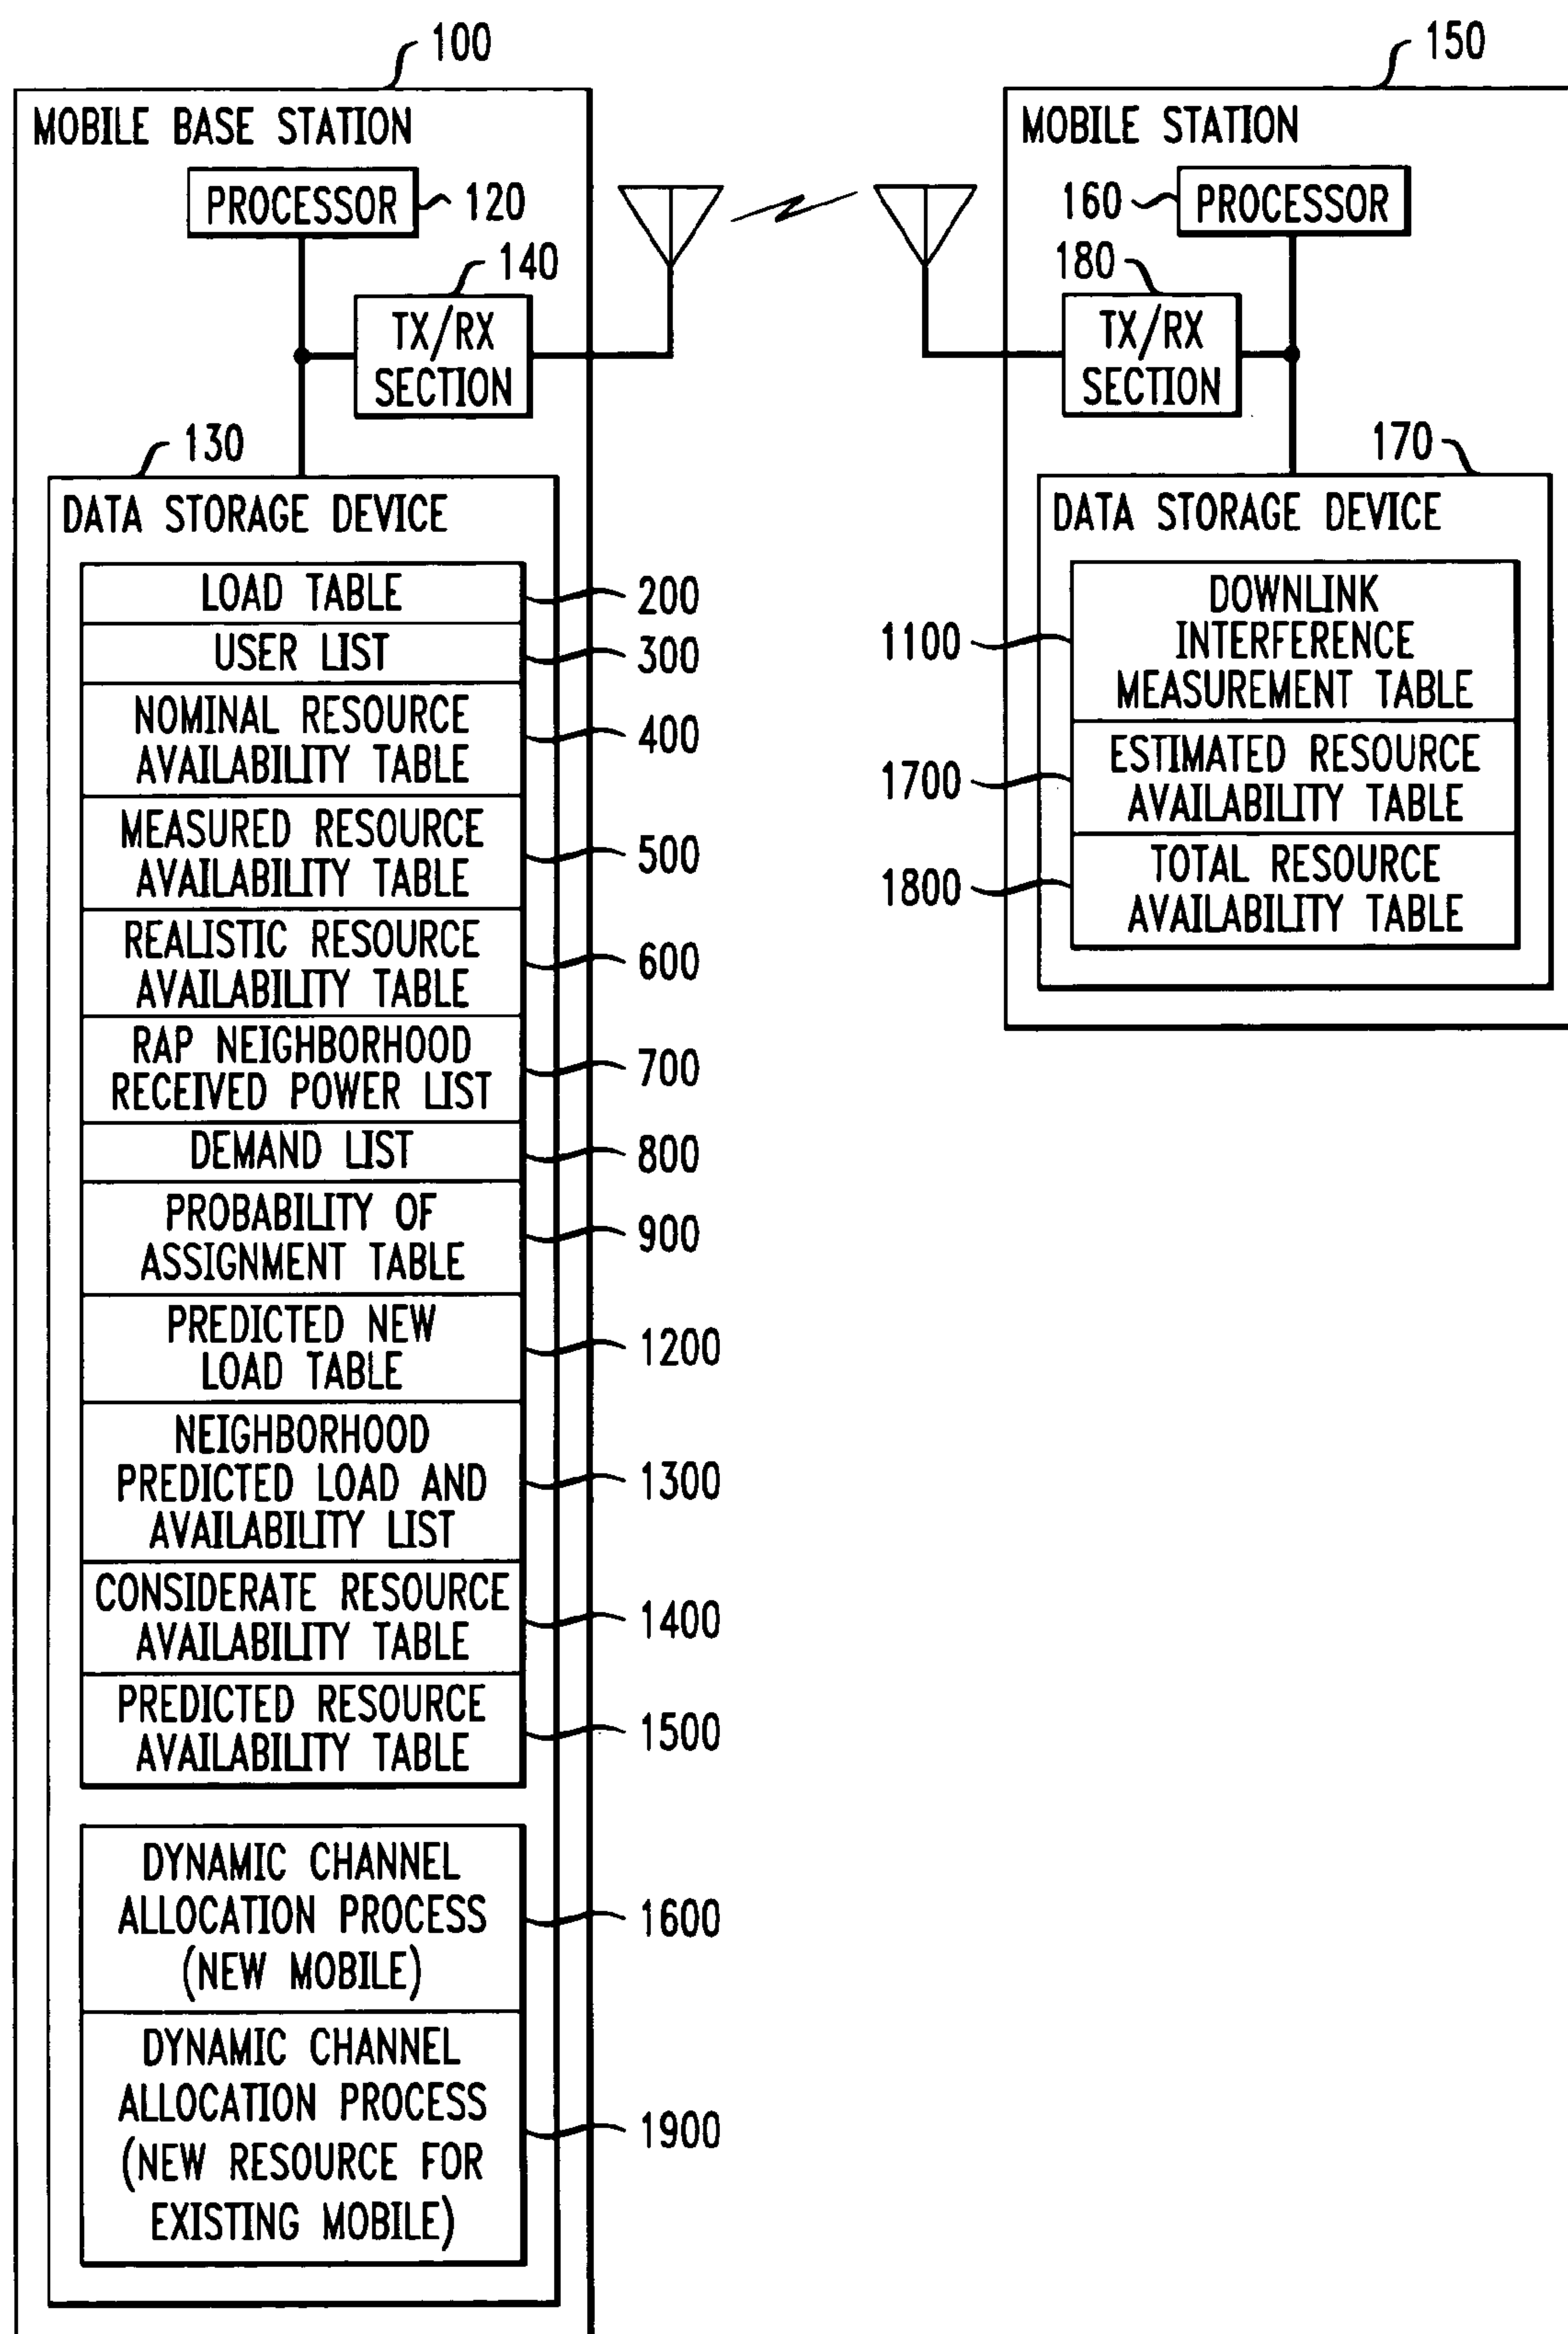 100
MOBILE BASE STATION
PROCESSOR
120
140
TX/RX
SECTION
130
DATA STORAGE DEVICE
LOAD TABLE
200
USER LIST
300
NOMINAL RESOURCE
AVAILABILITY TABLE
400
MEASURED RESOURCE
AVAILABILITY TABLE
500
REALISTIC RESOURCE
AVAILABILITY TABLE
600
RAP NEIGHBORHOOD
RECEIVED POWER LIST
700
DEMAND LIST
800
PROBABILITY OF
ASSIGNMENT TABLE
900
PREDICTED NEW
LOAD TABLE
1200
NEIGHBORHOOD
PREDICTED LOAD AND
AVAILABILITY LIST
1300
CONSIDERATE RESOURCE
AVAILABILITY TABLE
1400
PREDICTED RESOURCE
AVAILABILITY TABLE
1500
DYNAMIC CHANNEL
ALLOCATION PROCESS
(NEW MOBILE)
1600
DYNAMIC CHANNEL
ALLOCATION PROCESS
(NEW RESOURCE FOR
EXISTING MOBILE)
1900
150
MOBILE STATION
160
PROCESSOR
180
TX/RX
SECTION
170
DATA STORAGE DEVICE
DOWNLINK
INTERFERENCE
MEASUREMENT TABLE
1100
ESTIMATED RESOURCE
AVAILABILITY TABLE
1700
TOTAL RESOURCE
AVAILABILITY TABLE
1800